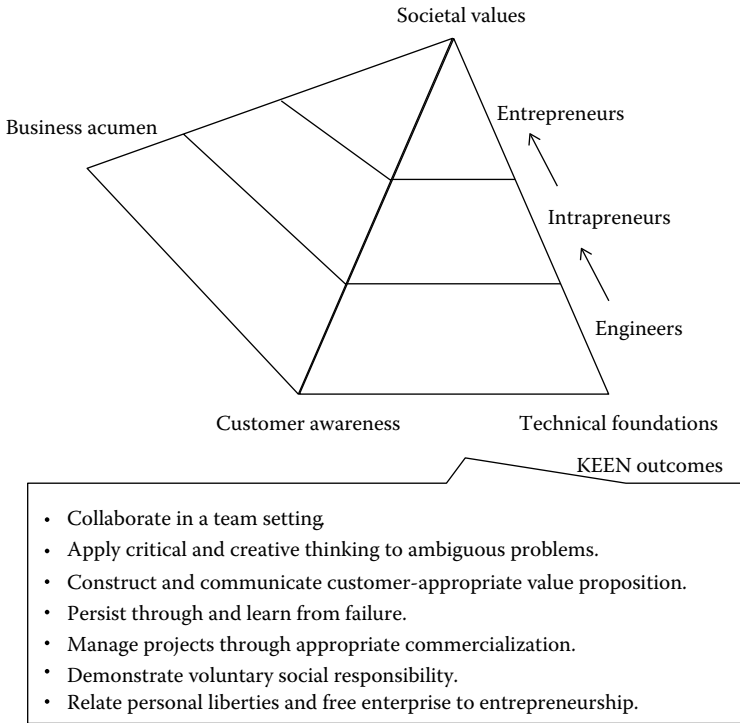 Societal values
Business acumen
Entrepreneurs
Intrapreneurs
Engineers
Customer awareness
Technical foundations
KEEN outcomes
• Collaborate in a team setting.
• Apply critical and creative thinking to ambiguous problems.
• Construct and communicate customer-appropriate value proposition.
• Persist through and learn from failure.
• Manage projects through appropriate commercialization.
• Demonstrate voluntary social responsibility.
• Relate personal liberties and free enterprise to entrepreneurship.